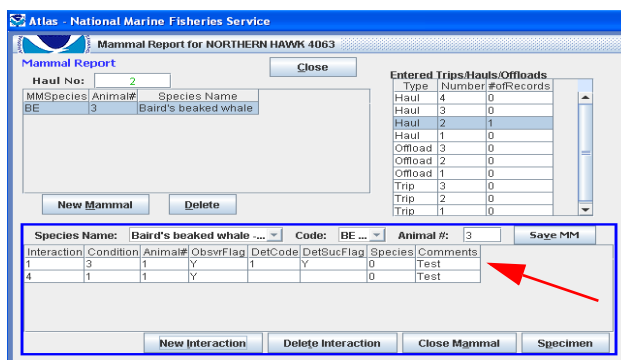 Atlas - National Marine Fisheries Service
Mammal Report for NORTHERN HAWK 4063
Mammal Report
Close
Haul No: 2
MMSpecies Animal# Species Name
BE 3 Baird's beaked whale
New Mammal Delete
Entered Trips/Hauls/Offloads
Type Number #ofRecords
Haul 4 0
Haul 3 0
Haul 2 1
Haul 1 0
Offload 3 0
Offload 2 0
Offload 1 0
Trip 3 0
Trip 2 0
Trip 1 0
Species Name: Baird's beaked whale -... Code: BE ... Animal #: 3 Save MM
Interaction Condition Animal# ObsvrFlag DetCode DetSucFlag Species Comments
1 3 1 Y 1 Y 0 Test
4 1 1 Y 0 Test
New Interaction Delete Interaction Close Mammal Specimen